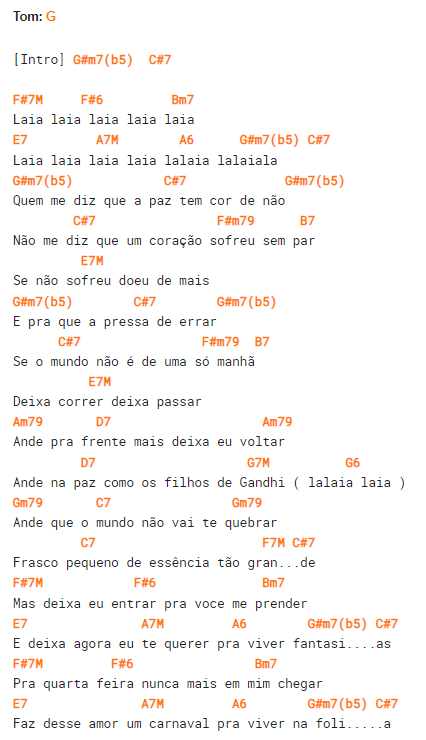 Tom: G
[Intro] G#m7(b5)  C#7
F#7M     F#6         Bm7
Laia laia laia laia laia
E7         A7M        A6      G#m7(b5) C#7
Laia laia laia laia lalaia lalaiala
G#m7(b5)            C#7             G#m7(b5)
Quem me diz que a paz tem cor de não
        C#7                F#m79      B7
Não me diz que um coração sofreu sem par
         E7M
Se não sofreu doeu de mais
G#m7(b5)        C#7        G#m7(b5)
E pra que a pressa de errar
      C#7                F#m79  B7
Se o mundo não é de uma só manhã
          E7M
Deixa correr deixa passar
Am79       D7                    Am79
Ande pra frente mais deixa eu voltar
         D7                    G7M          G6
Ande na paz como os filhos de Gandhi ( lalaia laia )
Gm79       C7                Gm79
Ande que o mundo não vai te quebrar
         C7                      F7M C#7
Frasco pequeno de essência tão gran...de
F#7M            F#6              Bm7
Mas deixa eu entrar pra voce me prender
E7               A7M         A6        G#m7(b5) C#7
E deixa agora eu te querer pra viver fantasi....as
F#7M         F#6                Bm7
Pra quarta feira nunca mais em mim chegar
E7               A7M         A6        G#m7(b5) C#7
Faz desse amor um carnaval pra viver na foli.....a